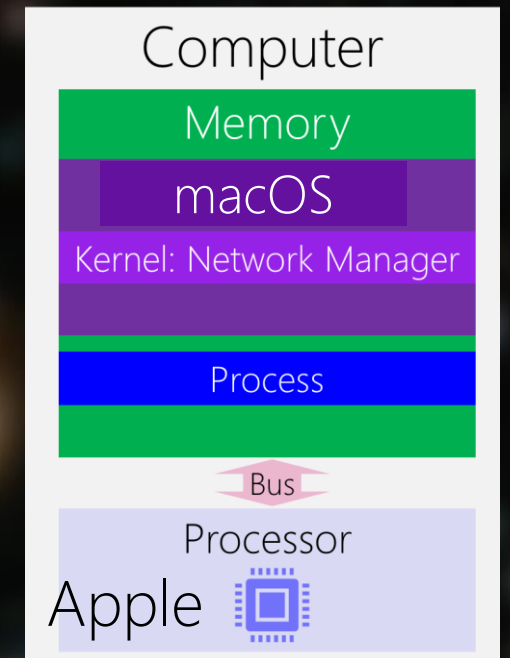 Computer
Memory
macOS
Kernel: Network Manager
Process
Bus
Processor
Apple